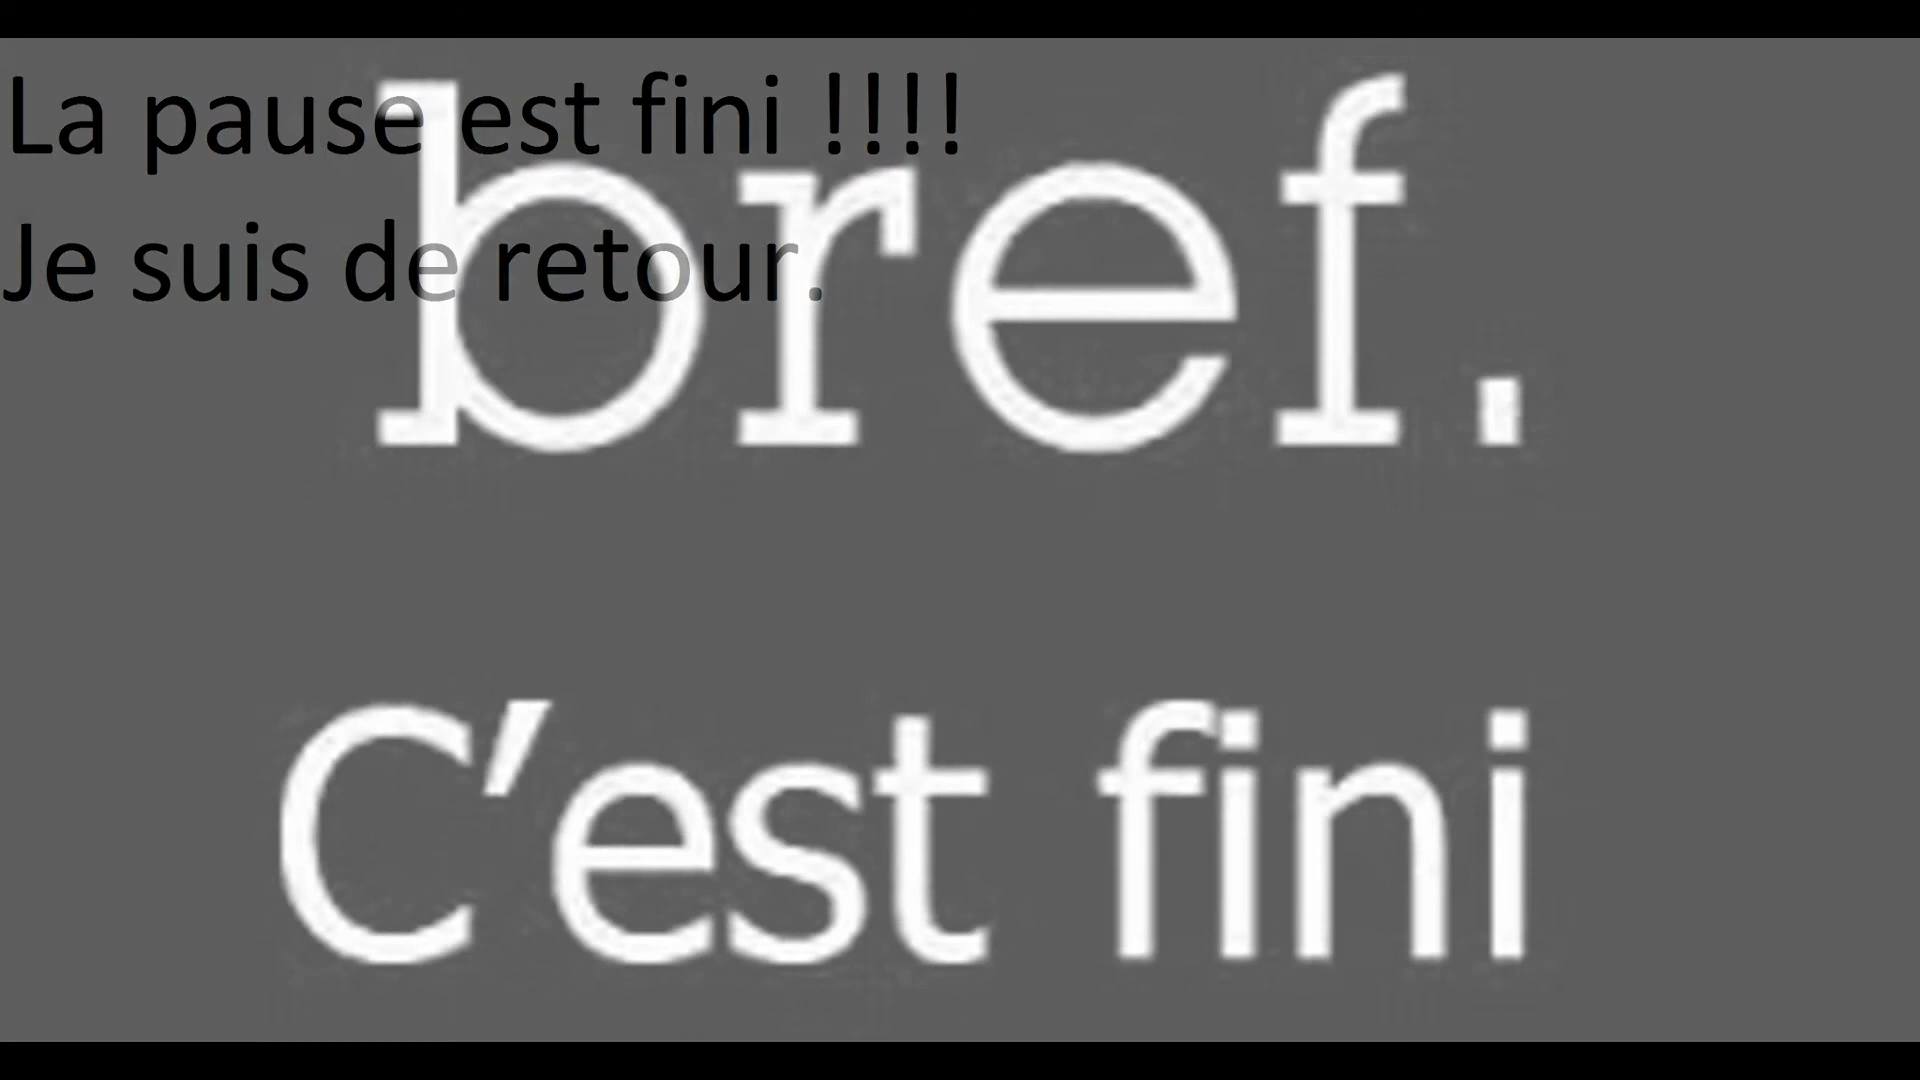 La pause est fini !!!!
Je suis de retour.
bref.
C'est fini